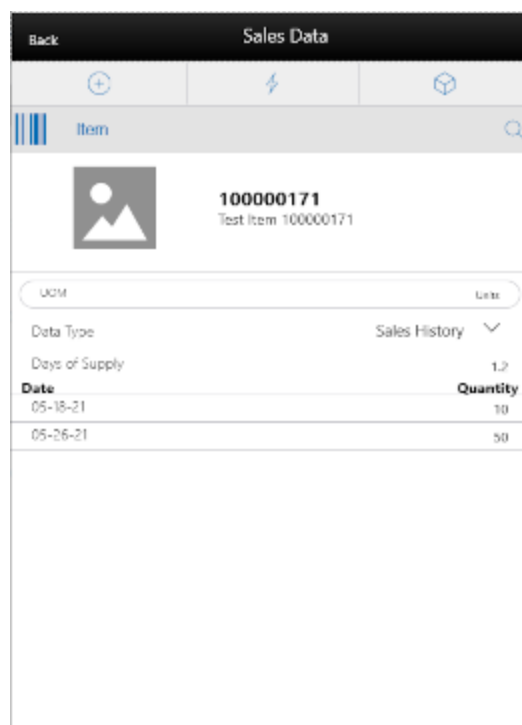 Back Sales Data
Item
100000171
Test Item 100000171
UOM Units
Data Type Sales History
Days of Supply 1.2
Date Quantity
05-18-21 10
05-26-21 50